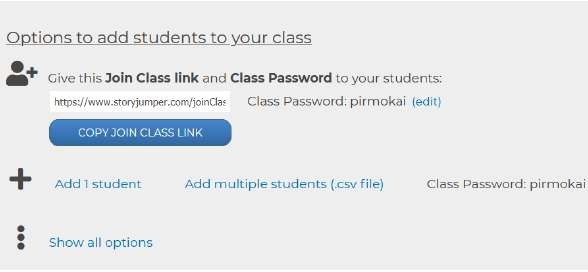 Options to add students to your class
Give this Join Class link and Class Password to your students:
https://www.storyjumper.com/joinClas Class Password: pirmokai (edit)
COPY JOIN CLASS LINK
Add 1 student Add multiple students (.csv file) Class Password: pirmokai
Show all options